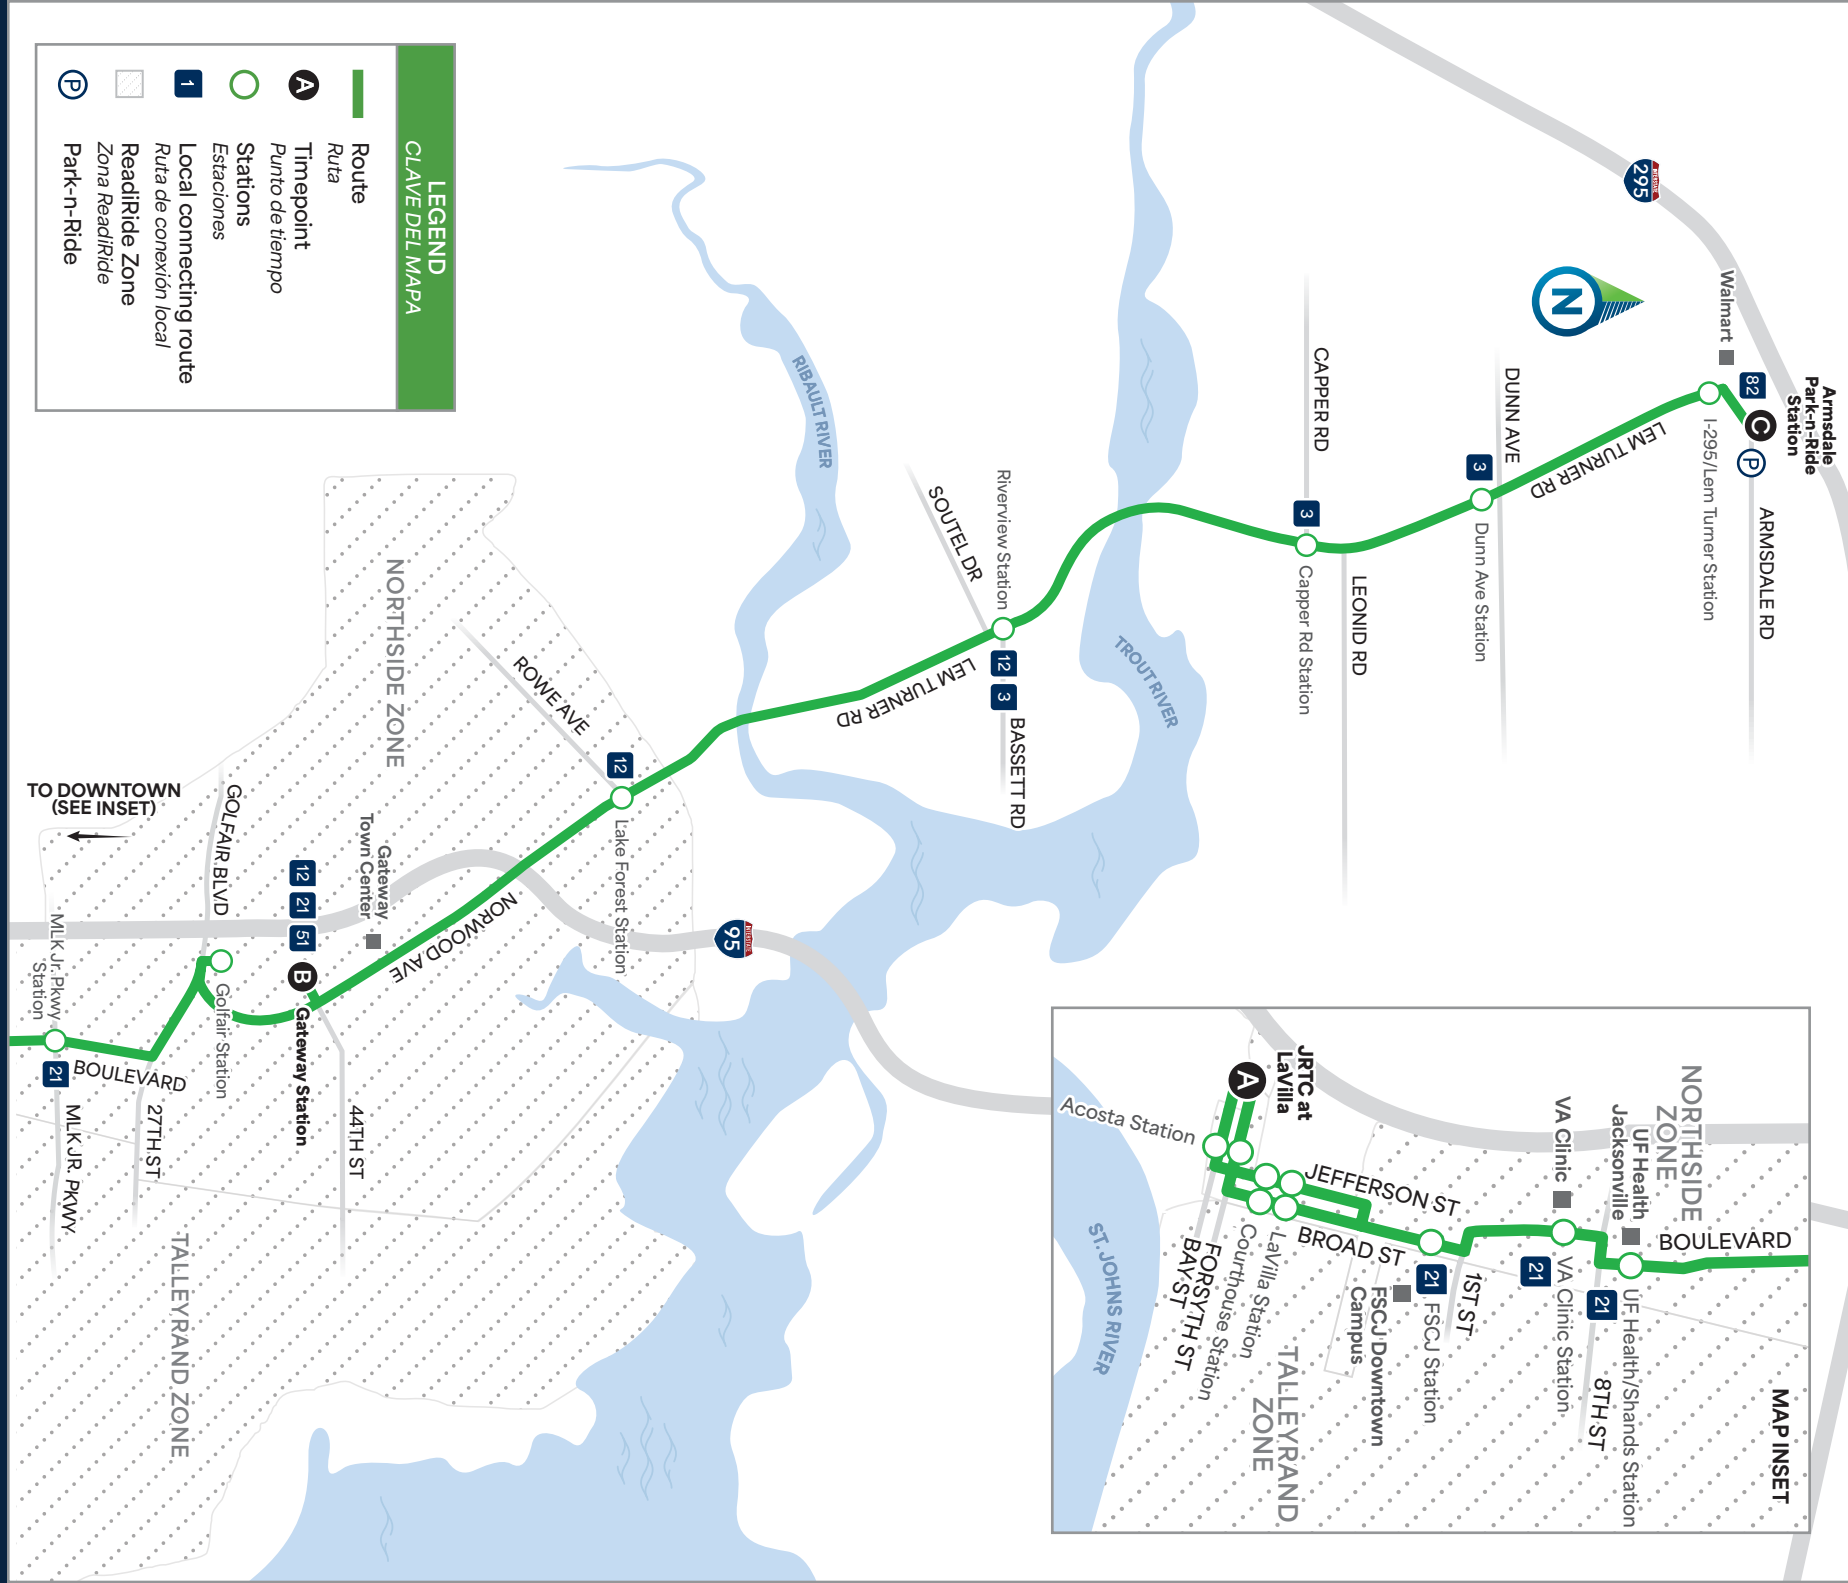 LEGEND
CLAVE DEL MAPA
Route
Ruta
A
Timepoint
Punto de tiempo
Stations
Estaciones
1
Local connecting route
Ruta de conexión local
ReadiRide Zone
Zona ReadiRide
P
Park-n-Ride
295
INTERSTATE
N
Walmart
82
C
P
Armsdale
Park-n-Ride
Station
ARMSDALE RD
I-295/Lem Turner Station
LEM TURNER RD
DUNN AVE
3
Dunn Ave Station
CAPPER RD
3
Capper Rd Station
LEONID RD
TROUT RIVER
SOUTEL DR
Riverview Station
12
3
BASSETT RD
LEM TURNER RD
RIBAULT RIVER
NORTHSIDE ZONE
ROWE AVE
12
Lake Forest Station
NORWOOD AVE
95
INTERSTATE
Gateway
Town Center
12
21
51
B
Gateway Station
44TH ST
GOLFAIR BLVD
Golfair Station
27TH ST
BOULEVARD
MLK Jr. Pkwy
Station
21
MLK JR. PKWY
TALLEYRAND ZONE
TO DOWNTOWN
(SEE INSET)
MAP INSET
NORTHSIDE
ZONE
BOULEVARD
UF Health
Jacksonville
UF Health/Shands Station
21
8TH ST
VA Clinic
VA Clinic Station
21
1ST ST
21
FSCJ Station
FSCJ Downtown
Campus
JEFFERSON ST
BROAD ST
TALLEYRAND
ZONE
JRTC at
LaVilla
A
LaVilla Station
Courthouse Station
FORSYTH ST
BAY ST
Acosta Station
ST. JOHNS RIVER